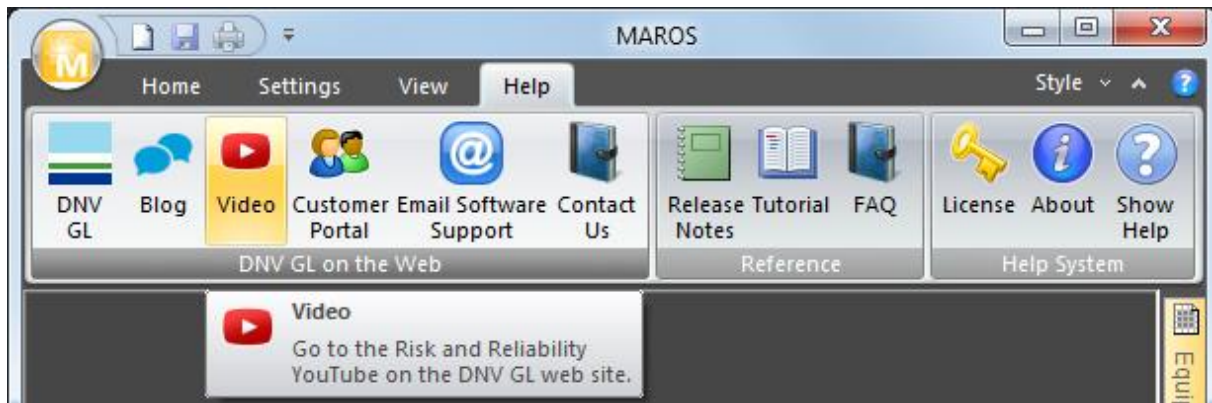 MAROS
M
Home Settings View Help Style
DNV GL
Blog
Video
Customer Portal
Email Software Support
Contact Us
Release Notes
Tutorial
FAQ
License
About
Show Help
DNV GL on the Web
Reference
Help System
Video
Go to the Risk and Reliability
YouTube on the DNV GL web site.